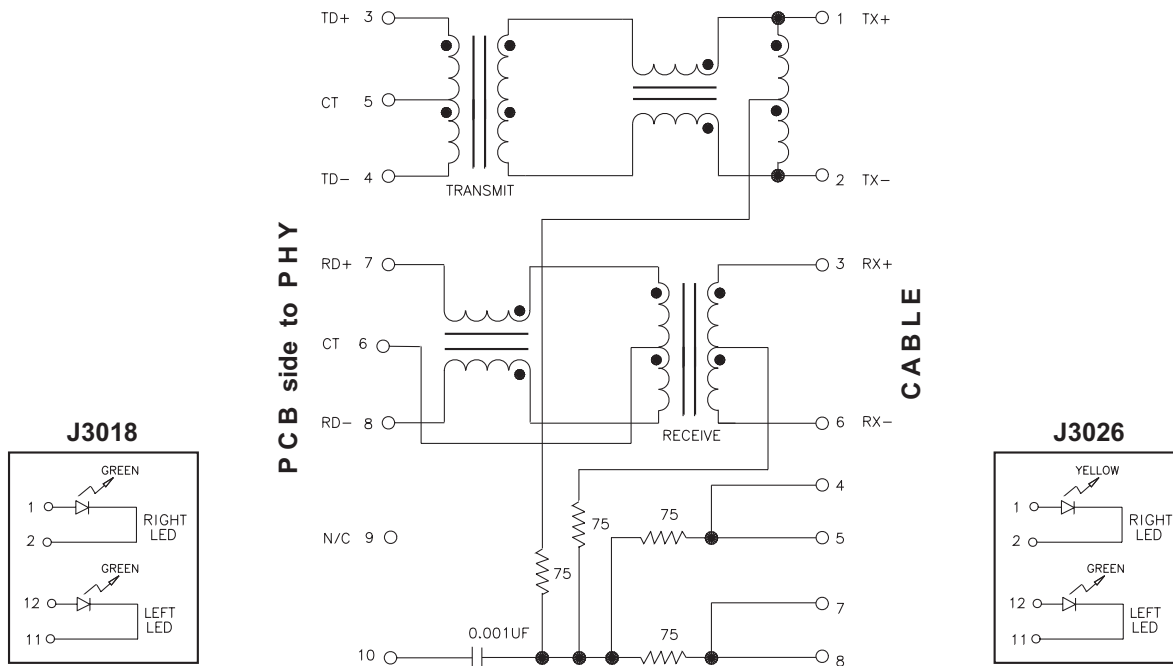 TD+ 3
1 TX+
CT 5
TD- 4
2 TX-
TRANSMIT
PCB side to PHY
RD+ 7
3 RX+
CABLE
CT 6
RD- 8
6 RX-
RECEIVE
4
75
75
N/C 9
5
75
7
0.001UF
75
10
8
J3018
GREEN
1
RIGHT
LED
2
GREEN
12
LEFT
LED
11
J3026
YELLOW
1
RIGHT
LED
2
GREEN
12
LEFT
LED
11